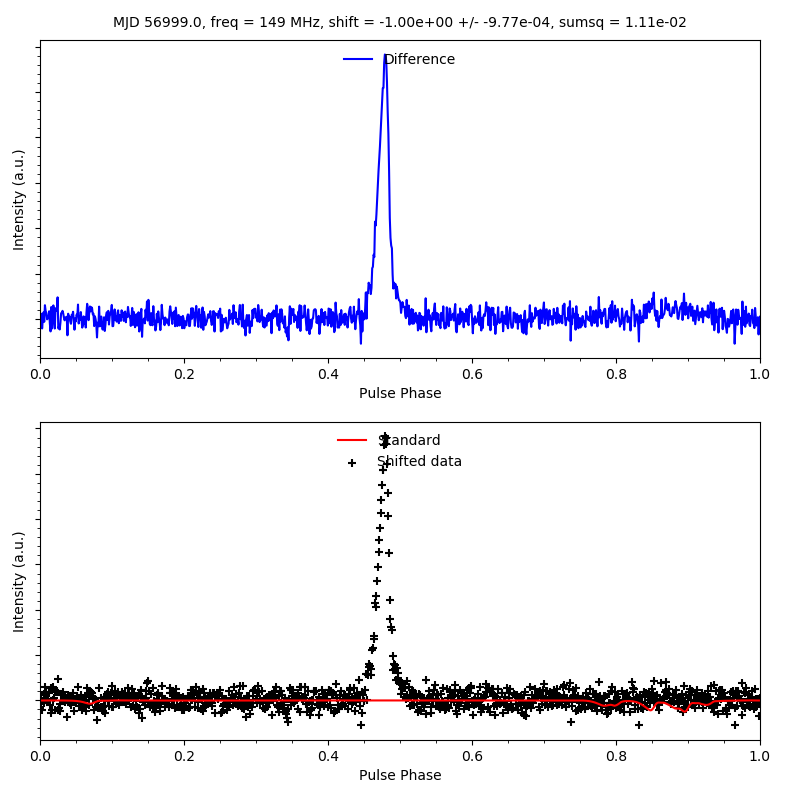 MJD 56999.0, freq = 149 MHz, shift = -1.00e+00 +/- -9.77e-04, sumsq = 1.11e-02
Difference
Intensity (a.u.)
0.0 0.2 0.4 0.6 0.8 1.0
Pulse Phase
Standard
Shifted data
Intensity (a.u.)
0.0 0.2 0.4 0.6 0.8 1.0
Pulse Phase